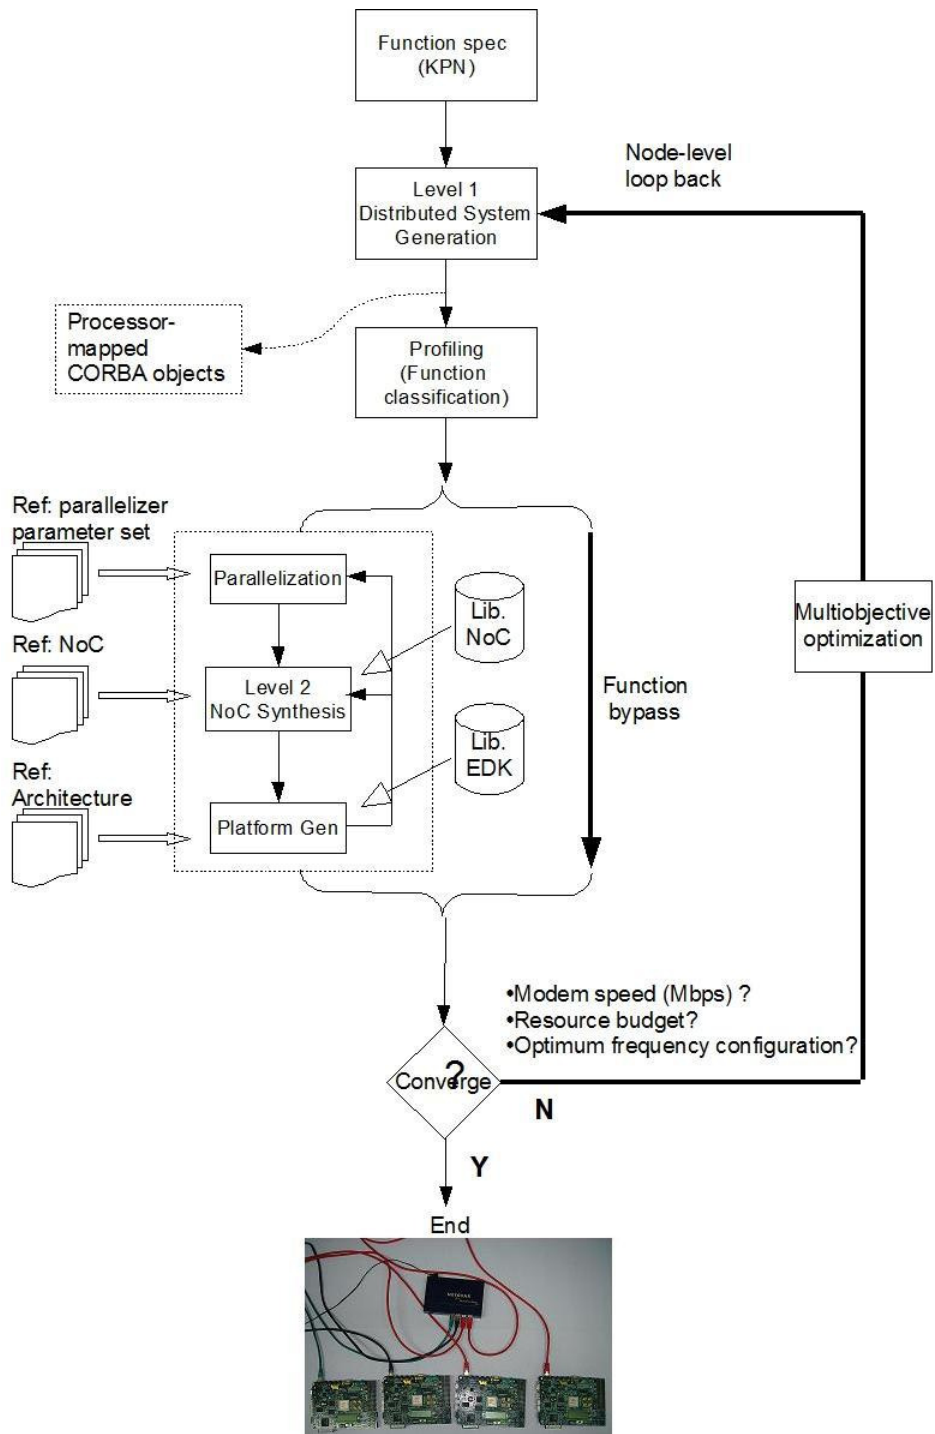 Function spec
(KPN)
Node-level
loop back
Level 1
Distributed System
Generation
Processor-
mapped
CORBA objects
Profiling
(Function
classification)
Ref: parallelizer
parameter set
Parallelization
Lib.
NoC
Multiobjective
optimization
Ref: NoC
Level 2
NoC Synthesis
Function
bypass
Lib.
EDK
Ref:
Architecture
Platform Gen
•Modem speed (Mbps) ?
•Resource budget?
•Optimum frequency configuration?
?
Converge
N
Y
End
NETGEAR